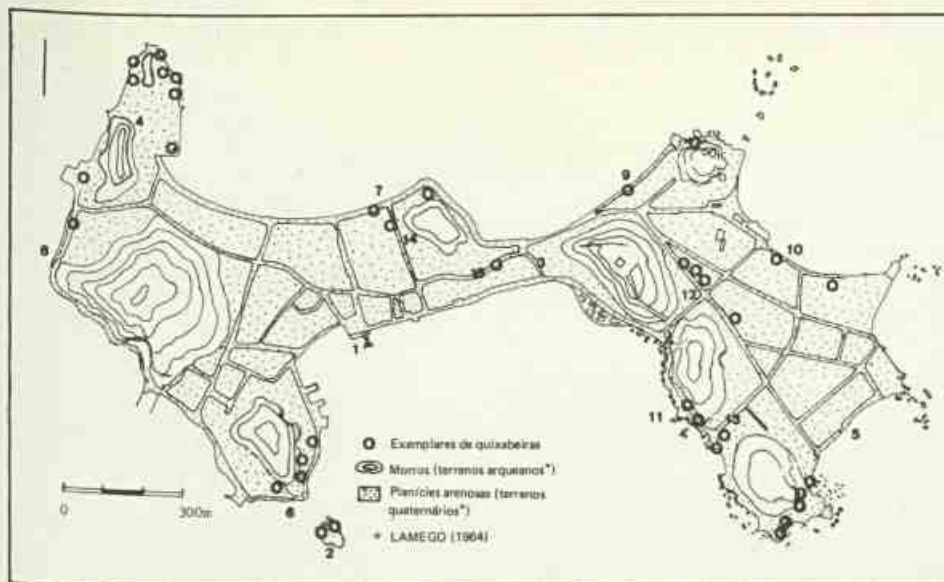 4
8
7
14
9
10
12
1
11
13
5
6
2
0 300m
Exemplares de quixabeiras
Morros (terrenos arqueanos*)
Planícies arenosas (terrenos
quaternários*)
* LAMEGO (1964)